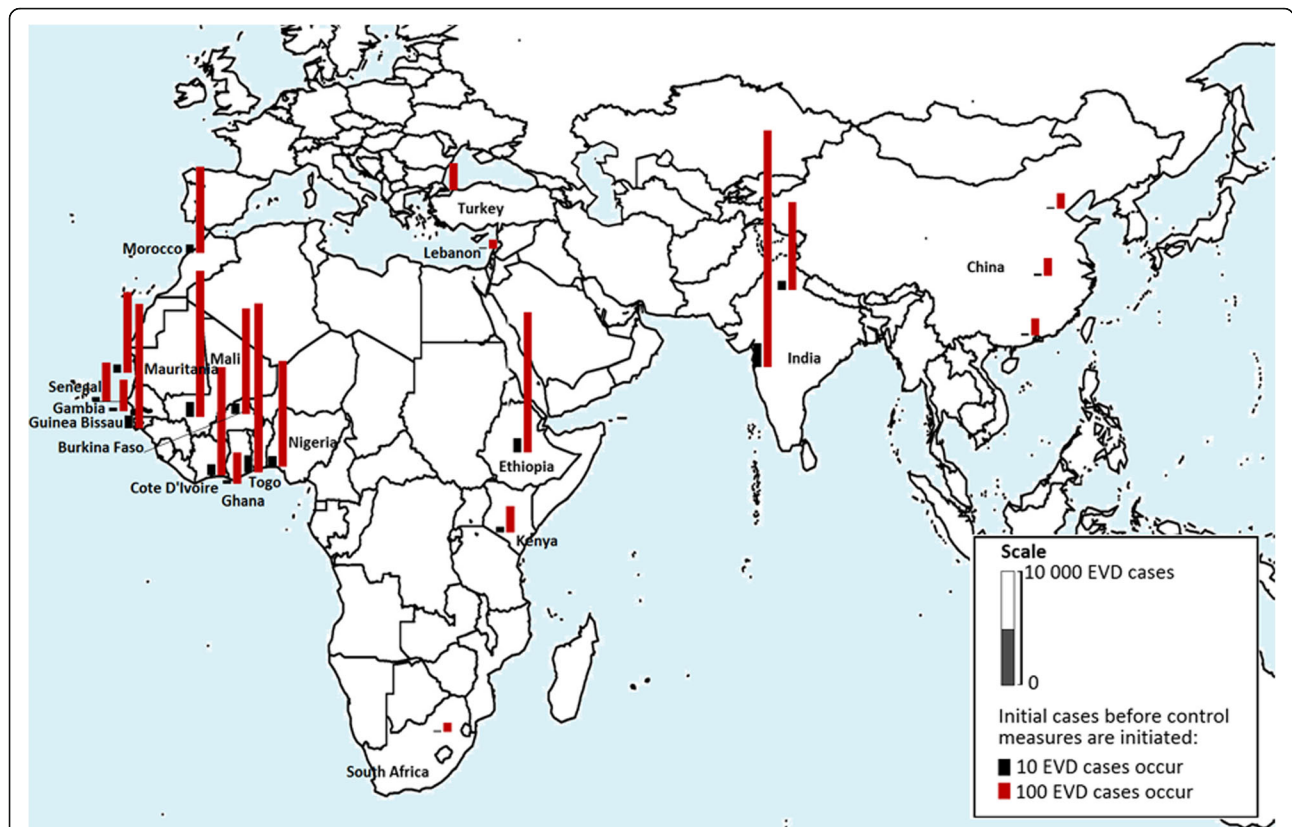 Turkey
Morocco
Lebanon
China
India
Mali
Mauritania
Senegal
Gambia
Guinea Bissau
Burkina Faso
Nigeria
Ethiopia
Togo
Cote D'Ivoire
Ghana
Kenya
South Africa
Scale
10 000 EVD cases
0
Initial cases before control
measures are initiated:
10 EVD cases occur
100 EVD cases occur